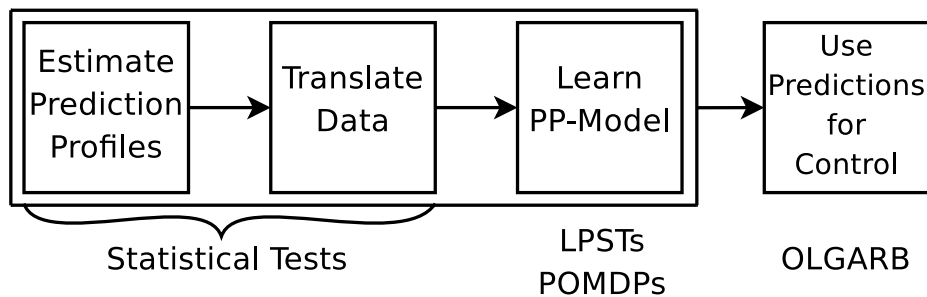 Estimate
Prediction
Profiles
Translate
Data
Learn
PP-Model
Use
Predictions
for
Control
Statistical Tests
LPSTs
POMDPs
OLGARB